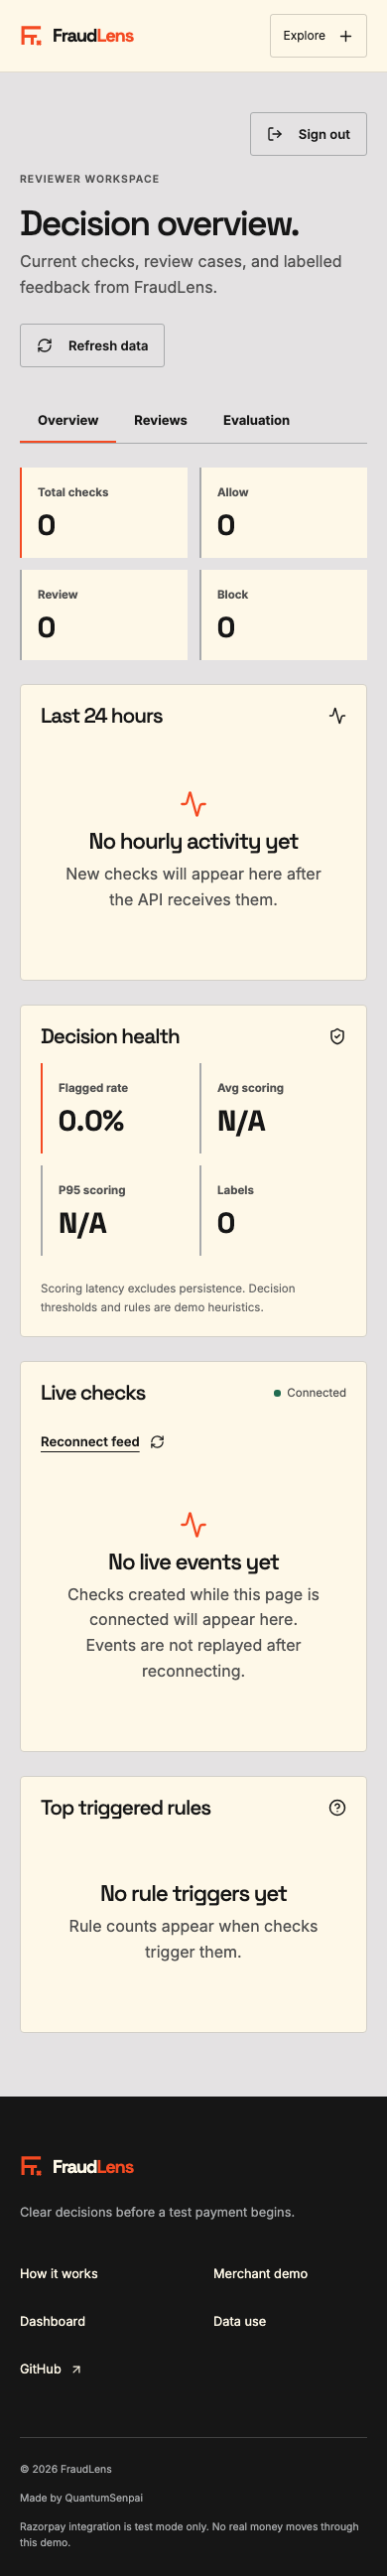 FraudLens
Explore
Sign out
REVIEWER WORKSPACE
Decision overview.
Current checks, review cases, and labelled
feedback from FraudLens.
Refresh data
Overview Reviews Evaluation
Total checks
0
Allow
0
Review
0
Block
0
Last 24 hours
No hourly activity yet
New checks will appear here after
the API receives them.
Decision health
Flagged rate
0.0%
Avg scoring
N/A
P95 scoring
N/A
Labels
0
Scoring latency excludes persistence. Decision
thresholds and rules are demo heuristics.
Live checks
Connected
Reconnect feed
No live events yet
Checks created while this page is
connected will appear here.
Events are not replayed after
reconnecting.
Top triggered rules
No rule triggers yet
Rule counts appear when checks
trigger them.
FraudLens
Clear decisions before a test payment begins.
How it works
Merchant demo
Dashboard
Data use
GitHub
© 2026 FraudLens
Made by QuantumSenpai
Razorpay integration is test mode only. No real money moves through
this demo.